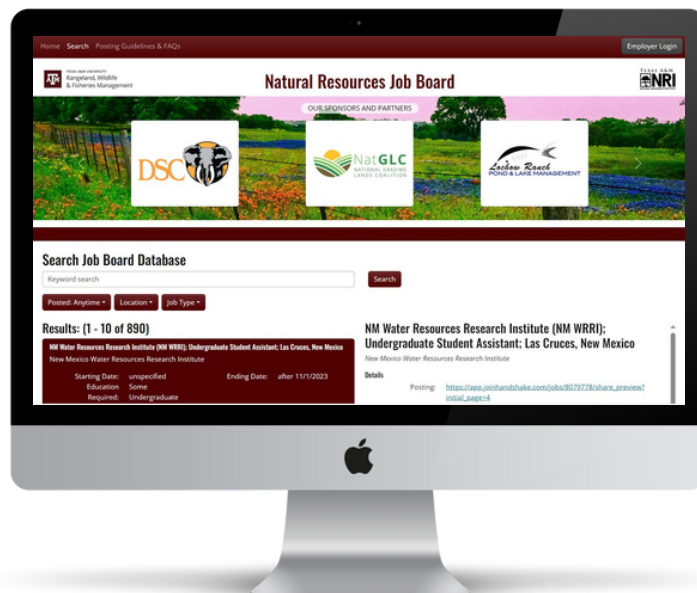 Home Search Posting Guidelines & FAQs Employer Login
TEXAS A&M UNIVERSITY
Rangeland, Wildlife
& Fisheries Management
Natural Resources Job Board
TEXAS A&M
NRI
OUR SPONSORS AND PARTNERS
DSC
NatGLC
NATIONAL GRAZING
LANDS COALITION
Lochow Ranch
POND & LAKE MANAGEMENT
Search Job Board Database
Keyword search
Search
Posted: Anytime Location Job Type
Results: (1 - 10 of 890)
NM Water Resources Research Institute (NM WRRI); Undergraduate Student Assistant; Las Cruces, New Mexico
New Mexico Water Resources Research Institute
Starting Date: unspecified Ending Date: after 11/1/2023
Education Some
Required: Undergraduate
NM Water Resources Research Institute (NM WRRI);
Undergraduate Student Assistant; Las Cruces, New Mexico
New Mexico Water Resources Research Institute
Details
Posting: https://app.joinhandshake.com/jobs/8079778/share_preview?
initial_page=4